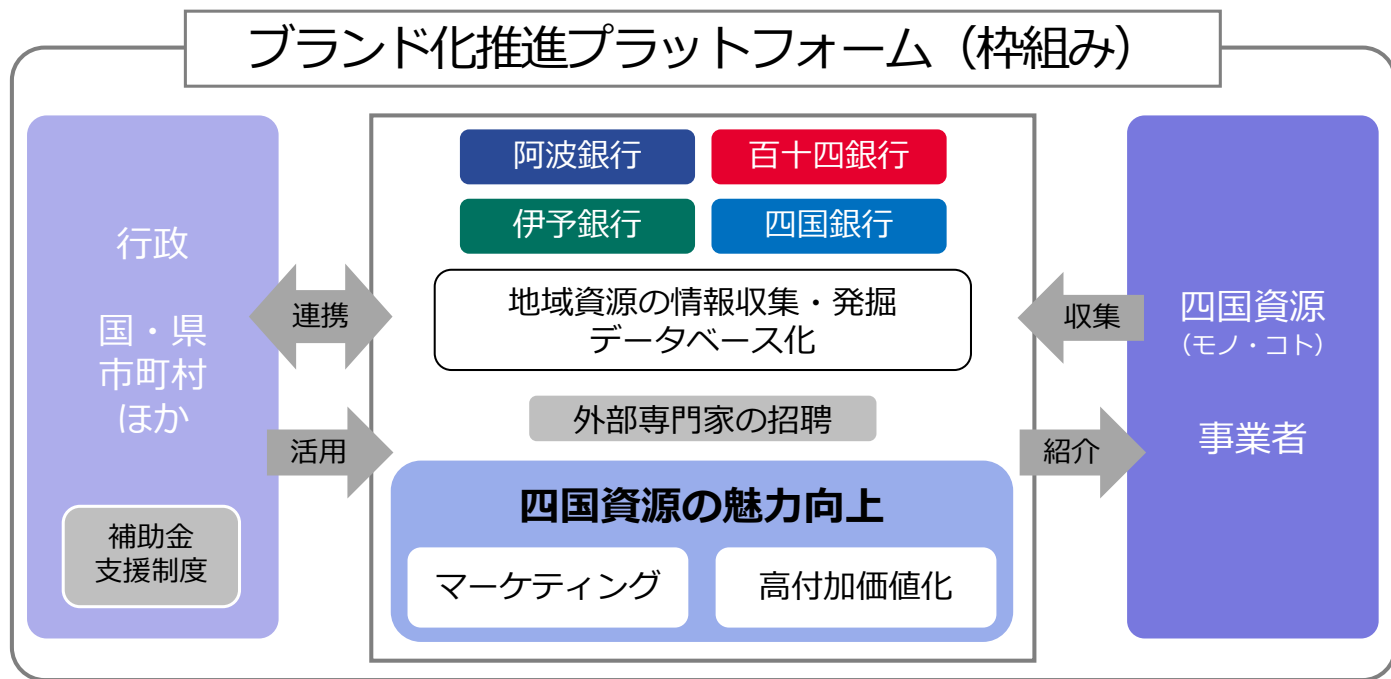 ブランド化推進プラットフォーム（枠組み）
行政
国・県
市町村
ほか
補助金
支援制度
連携
活用
阿波銀行
百十四銀行
伊予銀行
四国銀行
地域資源の情報収集・発掘
データベース化
外部専門家の招聘
四国資源の魅力向上
マーケティング
高付加価値化
収集
紹介
四国資源
（モノ・コト）
事業者